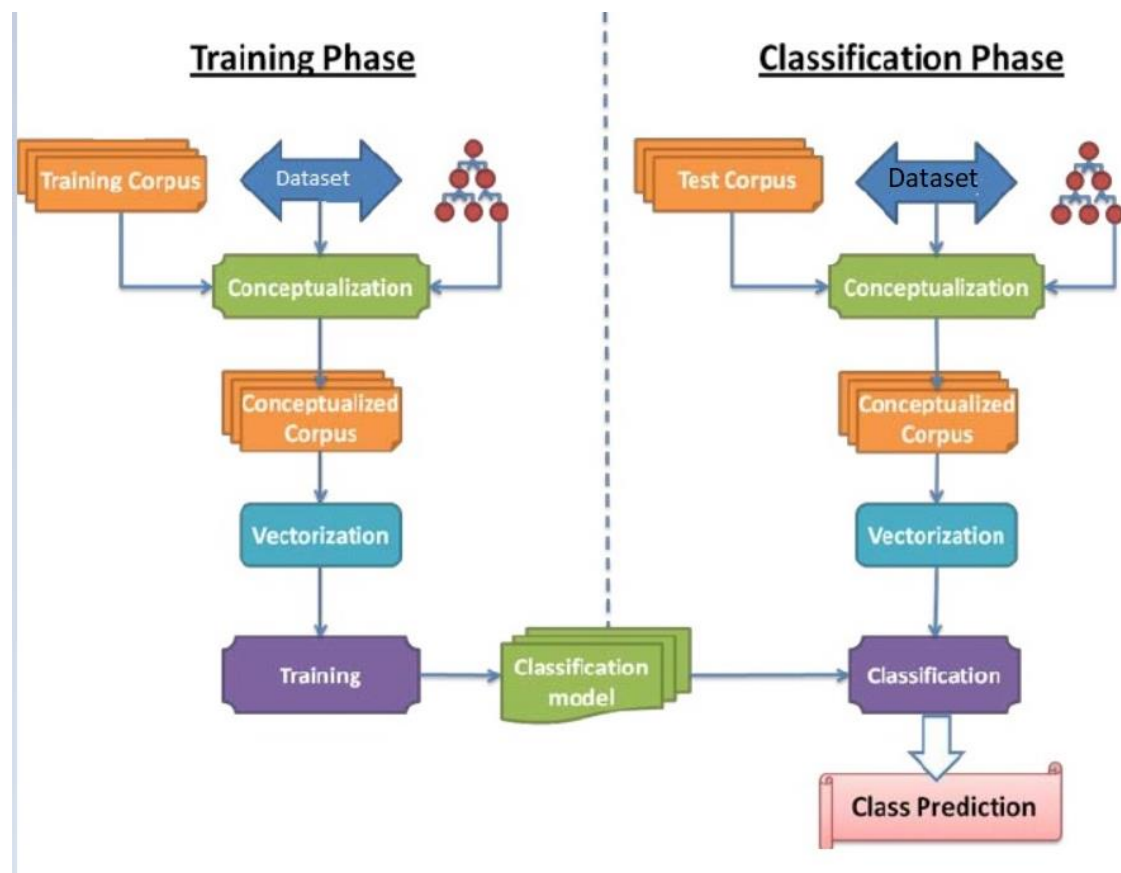 Training Phase
Classification Phase
Training Corpus
Dataset
Test Corpus
Dataset
Conceptualization
Conceptualization
Conceptualized
Corpus
Conceptualized
Corpus
Vectorization
Vectorization
Training
Classification
model
Classification
Class Prediction